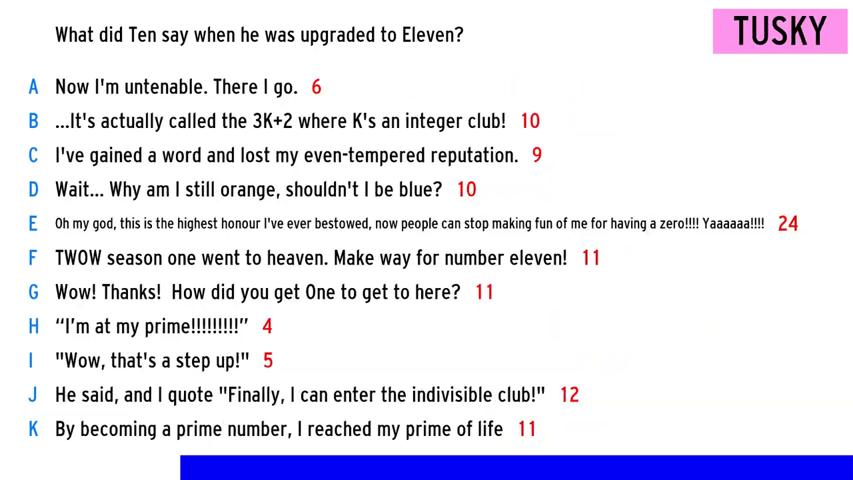 What did Ten say when he was upgraded to Eleven?
TUSKY
A Now I'm untenable. There I go. 6
B ...It's actually called the 3K+2 where K's an integer club! 10
C I've gained a word and lost my even-tempered reputation. 9
D Wait... Why am I still orange, shouldn't I be blue? 10
E Oh my god, this is the highest honour I've ever bestowed, now people can stop making fun of me for having a zero!!!! Yaaaaaa!!!! 24
F TWOW season one went to heaven. Make way for number eleven! 11
G Wow! Thanks! How did you get One to get to here? 11
H “I’m at my prime!!!!!!!!!” 4
I "Wow, that's a step up!" 5
J He said, and I quote "Finally, I can enter the indivisible club!" 12
K By becoming a prime number, I reached my prime of life 11